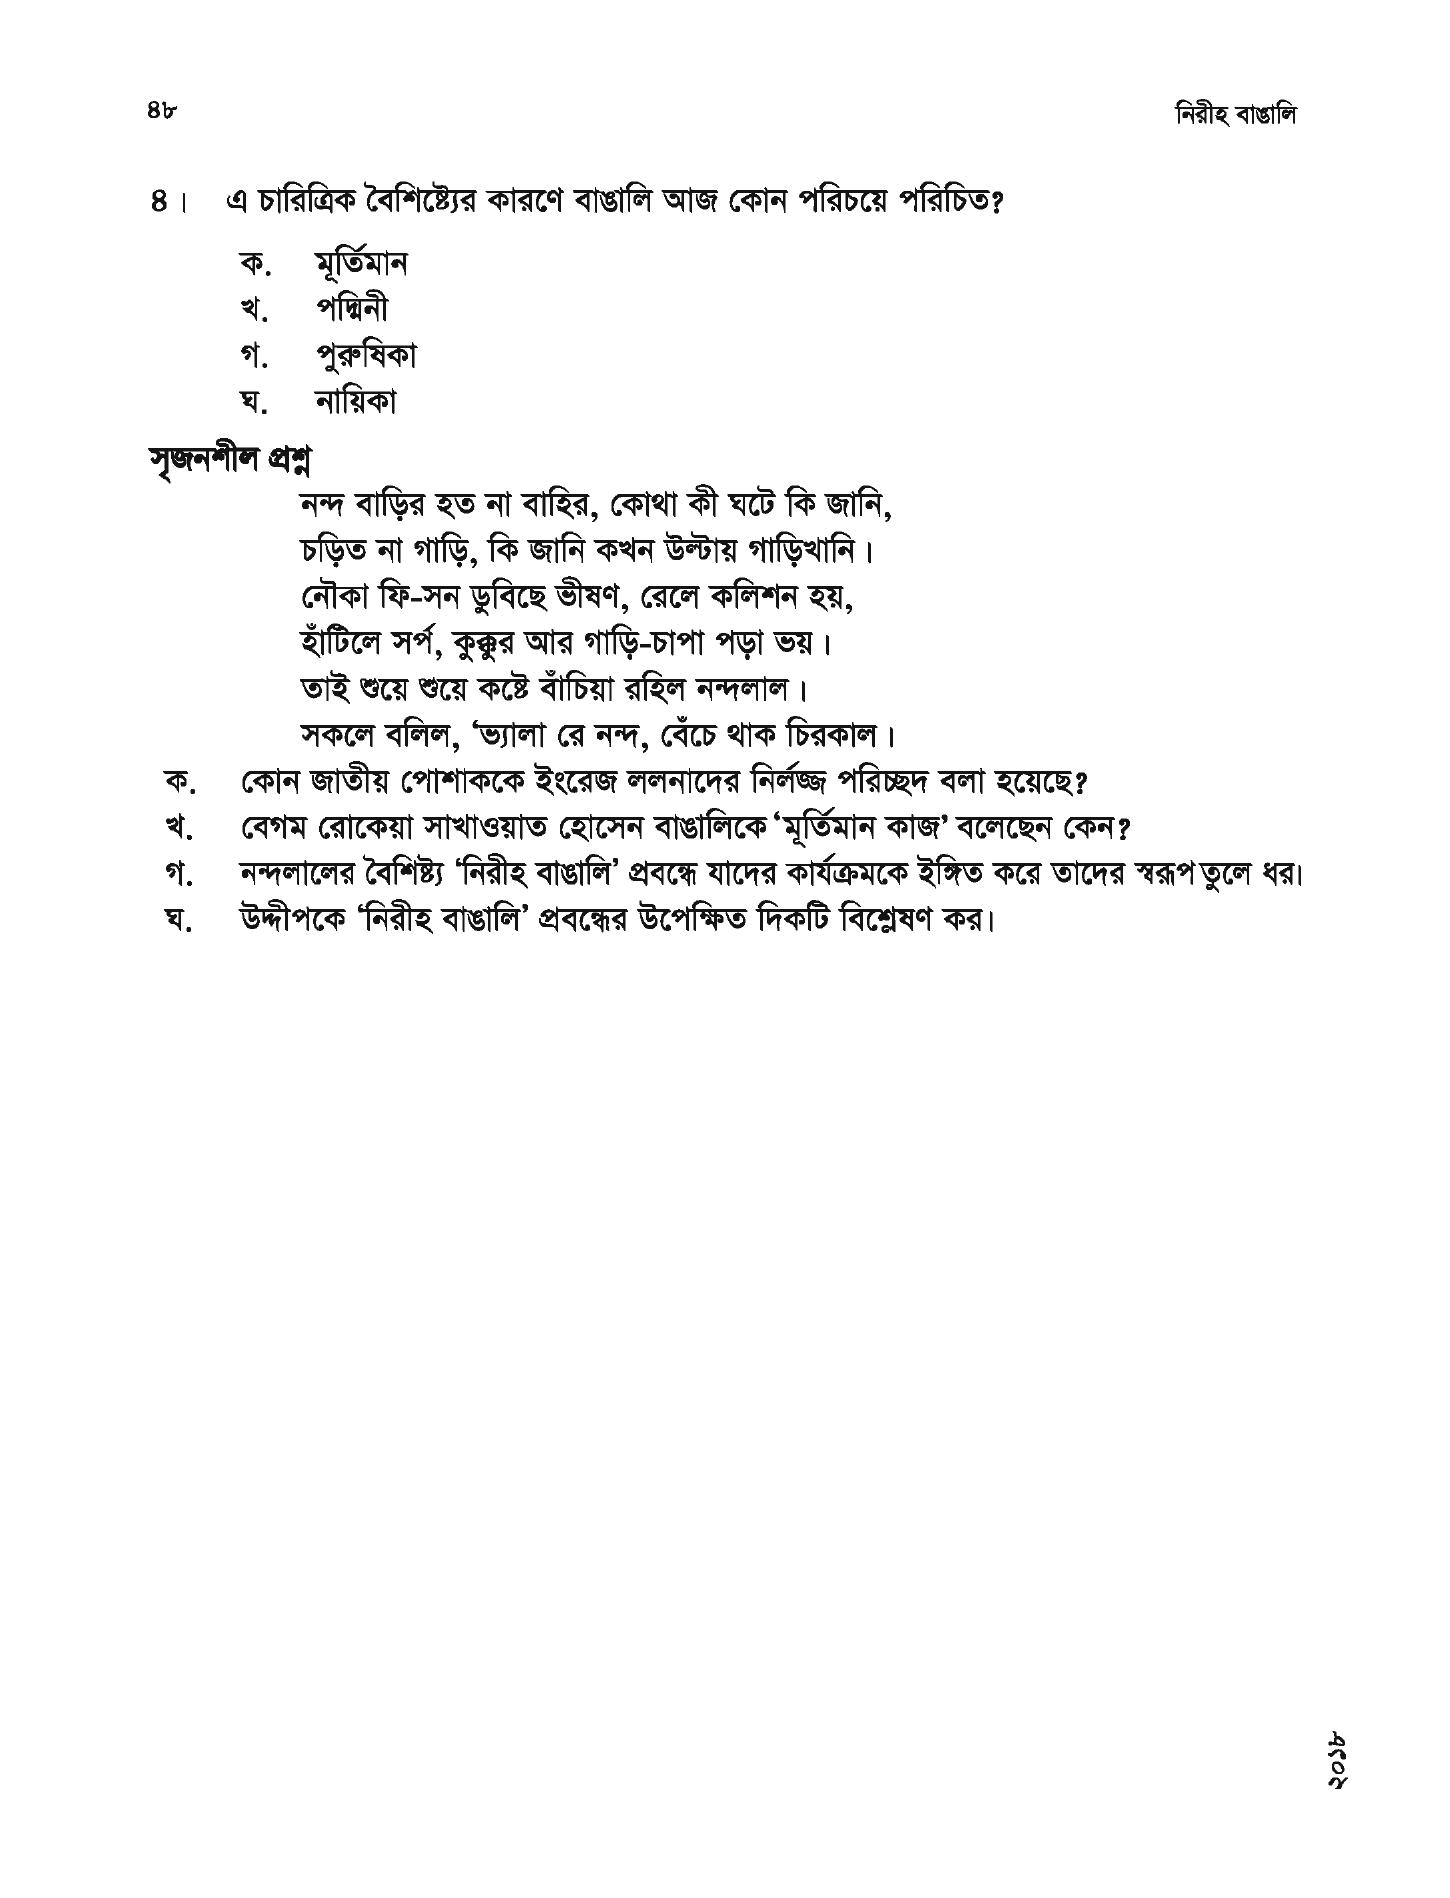 ৪৮
নিরীহ বাঙালি
৪। এ চারিত্রিক বৈশিষ্ট্যের কারণে বাঙালি আজ কোন পরিচয়ে পরিচিত?
ক. মূর্তিমান
খ. পদ্মিনী
গ. পুরুষিকা
ঘ. নায়িকা
সৃজনশীল প্রশ্ন
নন্দ বাড়ির হত না বাহির, কোথা কী ঘটে কি জানি,
চড়িত না গাড়ি, কি জানি কখন উল্টায় গাড়িখানি।
নৌকা ফি-সন ডুবিছে ভীষণ, রেলে কলিশন হয়,
হাঁটিলে সর্প, কুক্কুর আর গাড়ি-চাপা পড়া ভয়।
তাই শুয়ে শুয়ে কষ্টে বাঁচিয়া রহিল নন্দলাল।
সকলে বলিল, ‘ভ্যালা রে নন্দ, বেঁচে থাক চিরকাল।
ক. কোন জাতীয় পোশাককে ইংরেজ ললনাদের নির্লজ্জ পরিচ্ছদ বলা হয়েছে?
খ. বেগম রোকেয়া সাখাওয়াত হোসেন বাঙালিকে ‘মূর্তিমান কাজ’ বলেছেন কেন?
গ. নন্দলালের বৈশিষ্ট্য ‘নিরীহ বাঙালি’ প্রবন্ধে যাদের কার্যক্রমকে ইঙ্গিত করে তাদের স্বরূপ তুলে ধর।
ঘ. উদ্দীপকে ‘নিরীহ বাঙালি’ প্রবন্ধের উপেক্ষিত দিকটি বিশ্লেষণ কর।
২০১৮